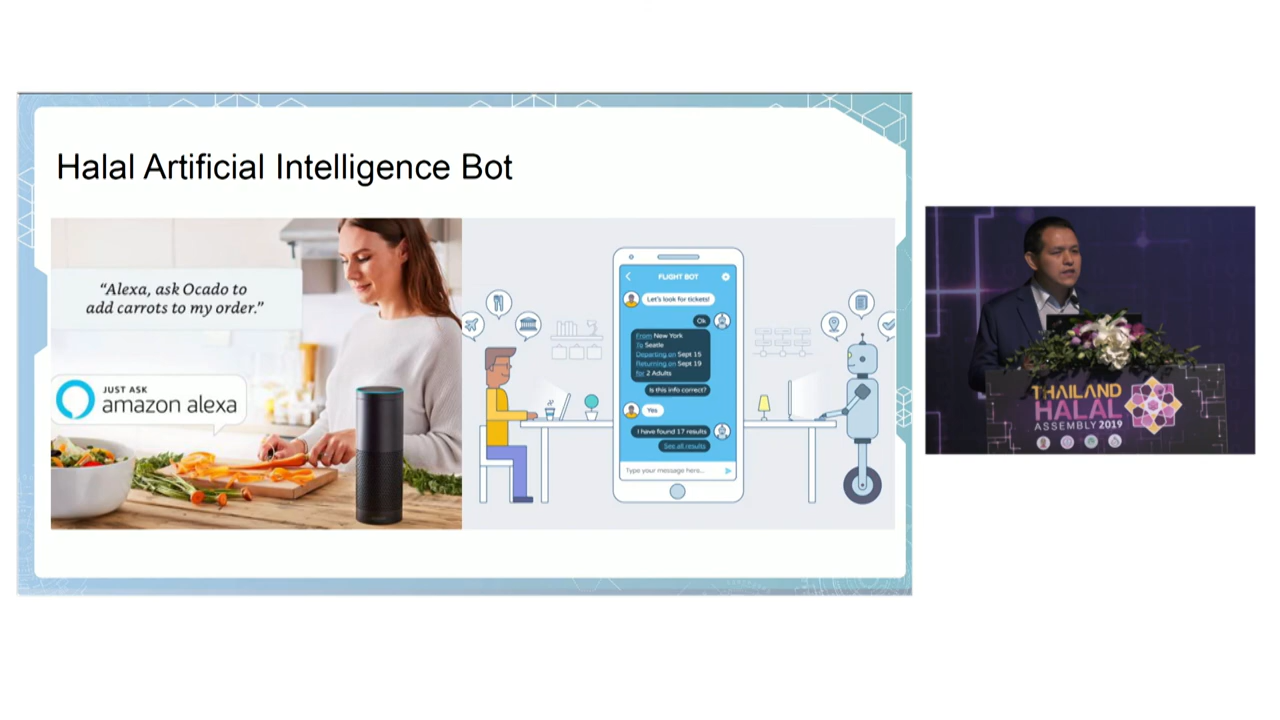 Halal Artificial Intelligence Bot
“Alexa, ask Ocado to
add carrots to my order.”
JUST ASK
amazon alexa
FLIGHT BOT
Let's look for tickets!
Ok
From New York
To Seatle
Departing on Sept 15
Returning on Sept 19
for 2 Adults
Is this info correct?
Yes
I have found 17 results
See all results
Type your message here...
THAILAND
HALAL
ASSEMBLY 2019